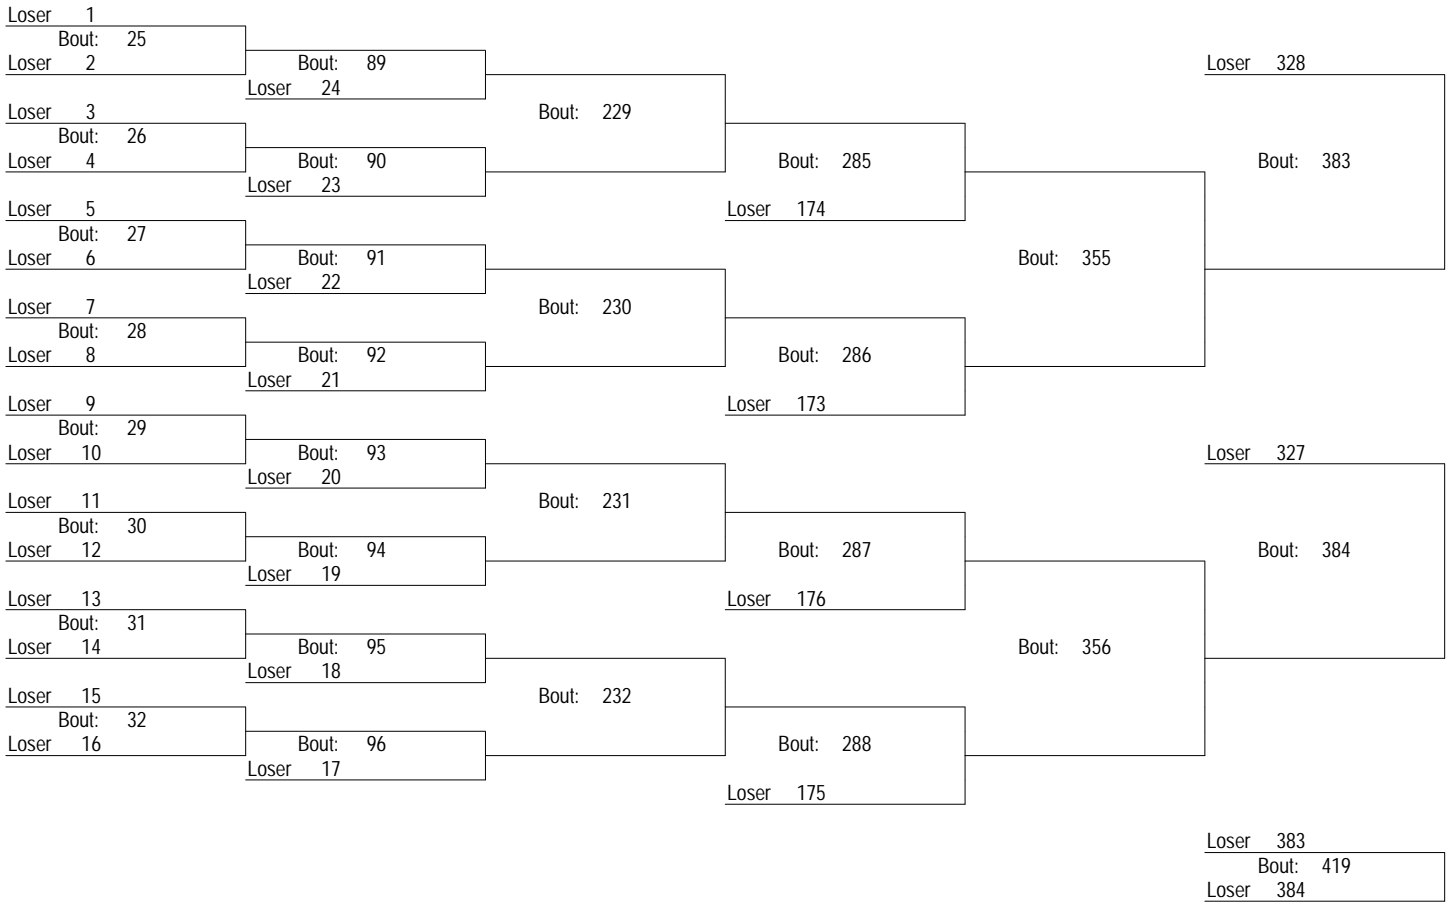 Loser 1
Bout: 25
Loser 2 Bout: 89 Loser 328
Loser 24
Loser 3 Bout: 229
Bout: 26
Loser 4 Bout: 90 Bout: 285 Bout: 383
Loser 23
Loser 5 Loser 174
Bout: 27
Loser 6 Bout: 91 Bout: 355
Loser 22
Loser 7 Bout: 230
Bout: 28
Loser 8 Bout: 92 Bout: 286
Loser 21
Loser 9 Loser 173
Bout: 29
Loser 10 Bout: 93 Loser 327
Loser 20
Loser 11 Bout: 231
Bout: 30
Loser 12 Bout: 94 Bout: 287 Bout: 384
Loser 19
Loser 13 Loser 176
Bout: 31
Loser 14 Bout: 95 Bout: 356
Loser 18
Loser 15 Bout: 232
Bout: 32
Loser 16 Bout: 96 Bout: 288
Loser 17
Loser 175
Loser 383
Bout: 419
Loser 384